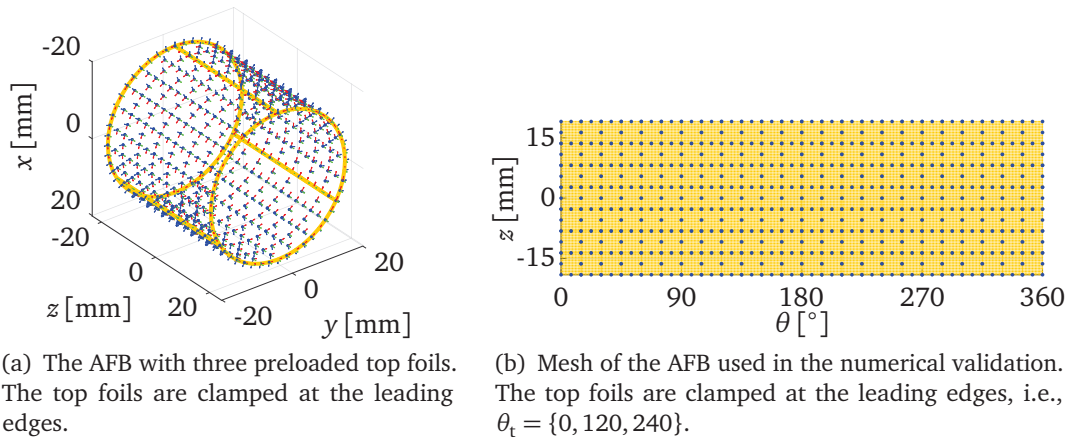 -20
0
20
x [mm]
-20
0
20
z [mm]
-20
0
20
y [mm]
(a) The AFB with three preloaded top foils.
The top foils are clamped at the leading
edges.
15
0
-15
z [mm]
0 90 180 270 360
θ [°]
(b) Mesh of the AFB used in the numerical validation.
The top foils are clamped at the leading edges, i.e.,
θt = {0, 120, 240}.